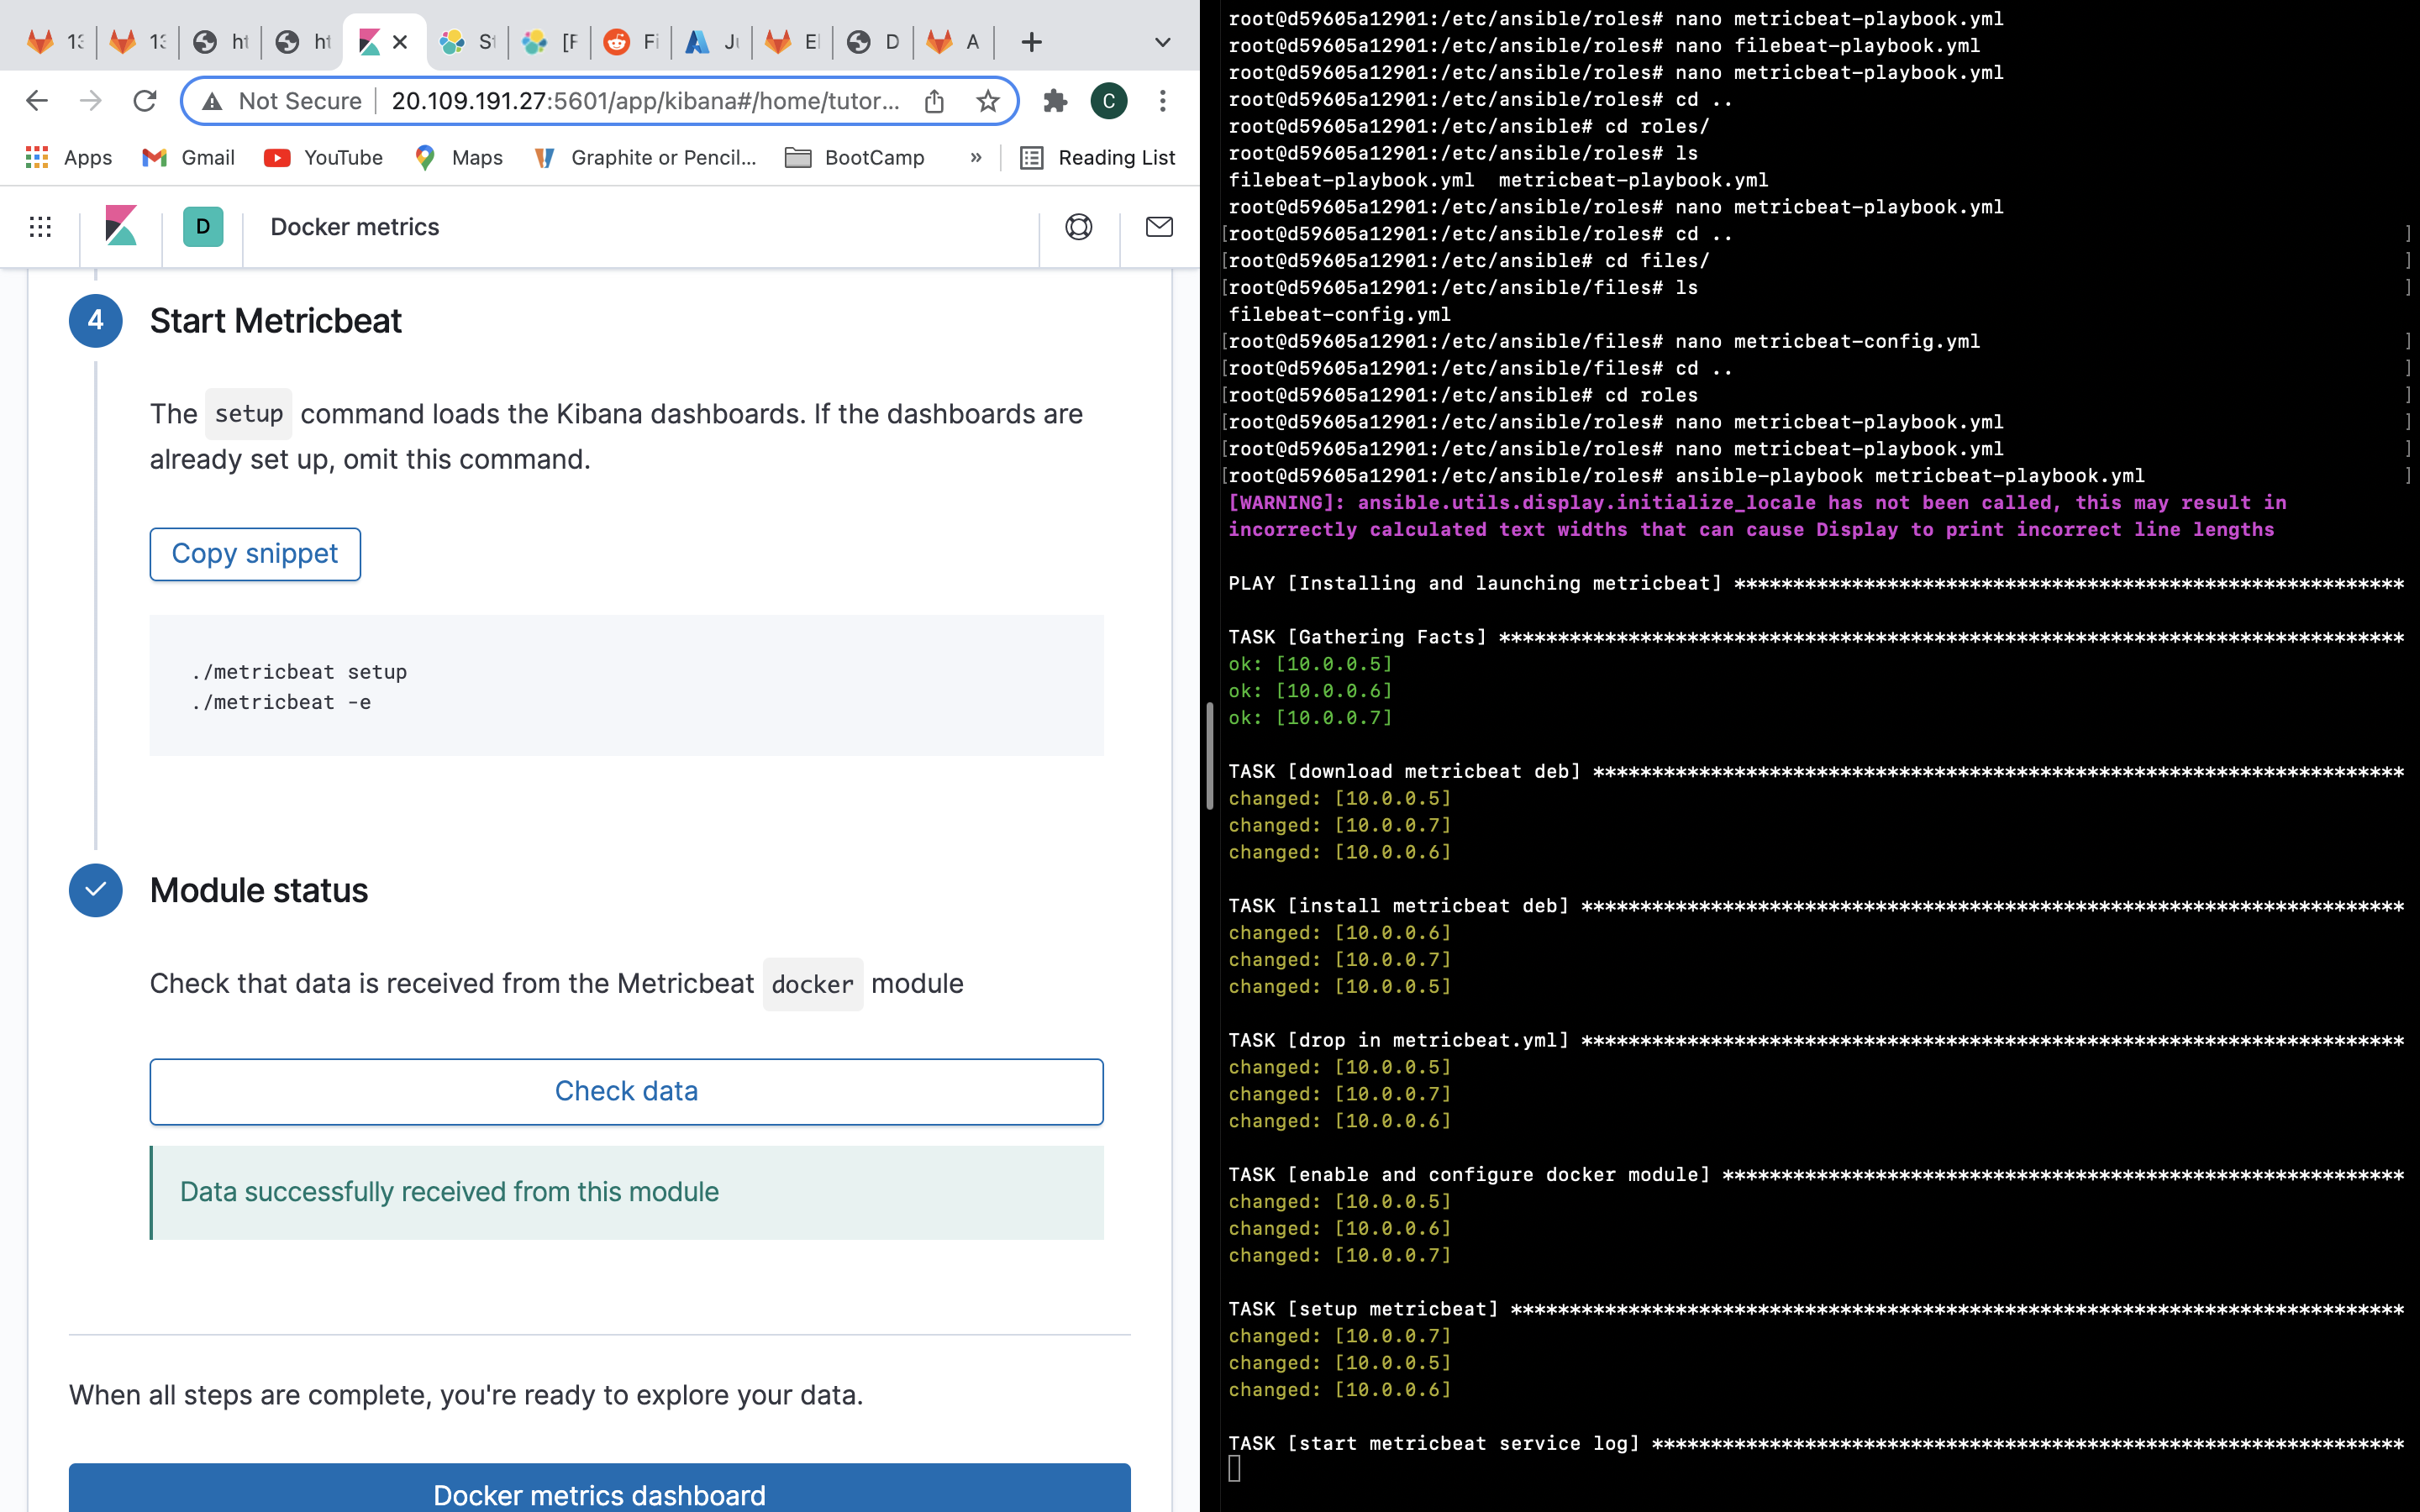 13
13
ht
ht
St
[F
Fi
Ju
El
D
A
Not Secure
20.109.191.27:5601/app/kibana#/home/tutor...
C
Apps
Gmail
YouTube
Maps
Graphite or Pencil...
BootCamp
»
Reading List
D
Docker metrics
4
Start Metricbeat
The setup command loads the Kibana dashboards. If the dashboards are
already set up, omit this command.
Copy snippet
./metricbeat setup
./metricbeat -e
Module status
Check that data is received from the Metricbeat docker module
Check data
Data successfully received from this module
When all steps are complete, you're ready to explore your data.
Docker metrics dashboard
root@d59605a12901:/etc/ansible/roles# nano metricbeat-playbook.yml
root@d59605a12901:/etc/ansible/roles# nano filebeat-playbook.yml
root@d59605a12901:/etc/ansible/roles# nano metricbeat-playbook.yml
root@d59605a12901:/etc/ansible/roles# cd ..
root@d59605a12901:/etc/ansible# cd roles/
root@d59605a12901:/etc/ansible/roles# ls
filebeat-playbook.yml  metricbeat-playbook.yml
root@d59605a12901:/etc/ansible/roles# nano metricbeat-playbook.yml
[root@d59605a12901:/etc/ansible/roles# cd .. ]
[root@d59605a12901:/etc/ansible# cd files/ ]
[root@d59605a12901:/etc/ansible/files# ls ]
filebeat-config.yml
[root@d59605a12901:/etc/ansible/files# nano metricbeat-config.yml ]
[root@d59605a12901:/etc/ansible/files# cd .. ]
[root@d59605a12901:/etc/ansible# cd roles ]
[root@d59605a12901:/etc/ansible/roles# nano metricbeat-playbook.yml ]
[root@d59605a12901:/etc/ansible/roles# nano metricbeat-playbook.yml ]
[root@d59605a12901:/etc/ansible/roles# ansible-playbook metricbeat-playbook.yml ]
[WARNING]: ansible.utils.display.initialize_locale has not been called, this may result in
incorrectly calculated text widths that can cause Display to print incorrect line lengths
PLAY [Installing and launching metricbeat] *********************************************************
TASK [Gathering Facts] *****************************************************************************
ok: [10.0.0.5]
ok: [10.0.0.6]
ok: [10.0.0.7]
TASK [download metricbeat deb] *********************************************************************
changed: [10.0.0.5]
changed: [10.0.0.7]
changed: [10.0.0.6]
TASK [install metricbeat deb] **********************************************************************
changed: [10.0.0.6]
changed: [10.0.0.7]
changed: [10.0.0.5]
TASK [drop in metricbeat.yml] **********************************************************************
changed: [10.0.0.5]
changed: [10.0.0.7]
changed: [10.0.0.6]
TASK [enable and configure docker module] **********************************************************
changed: [10.0.0.5]
changed: [10.0.0.6]
changed: [10.0.0.7]
TASK [setup metricbeat] ****************************************************************************
changed: [10.0.0.7]
changed: [10.0.0.5]
changed: [10.0.0.6]
TASK [start metricbeat service log] ****************************************************************